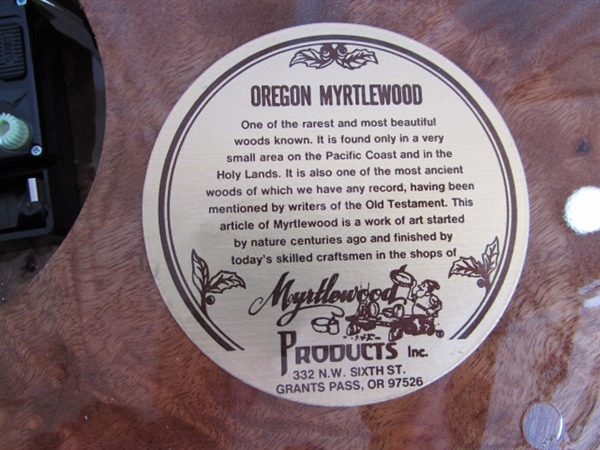 OREGON MYRTLEWOOD
One of the rarest and most beautiful
woods known. It is found only in a very
small area on the Pacific Coast and in the
Holy Lands. It is also one of the most ancient
woods of which we have any record, having been
mentioned by writers of the Old Testament. This
article of Myrtlewood is a work of art started
by nature centuries ago and finished by
today's skilled craftsmen in the shops of
Myrtlewood
PRODUCTS Inc.
332 N.W. SIXTH ST.
GRANTS PASS, OR 97526